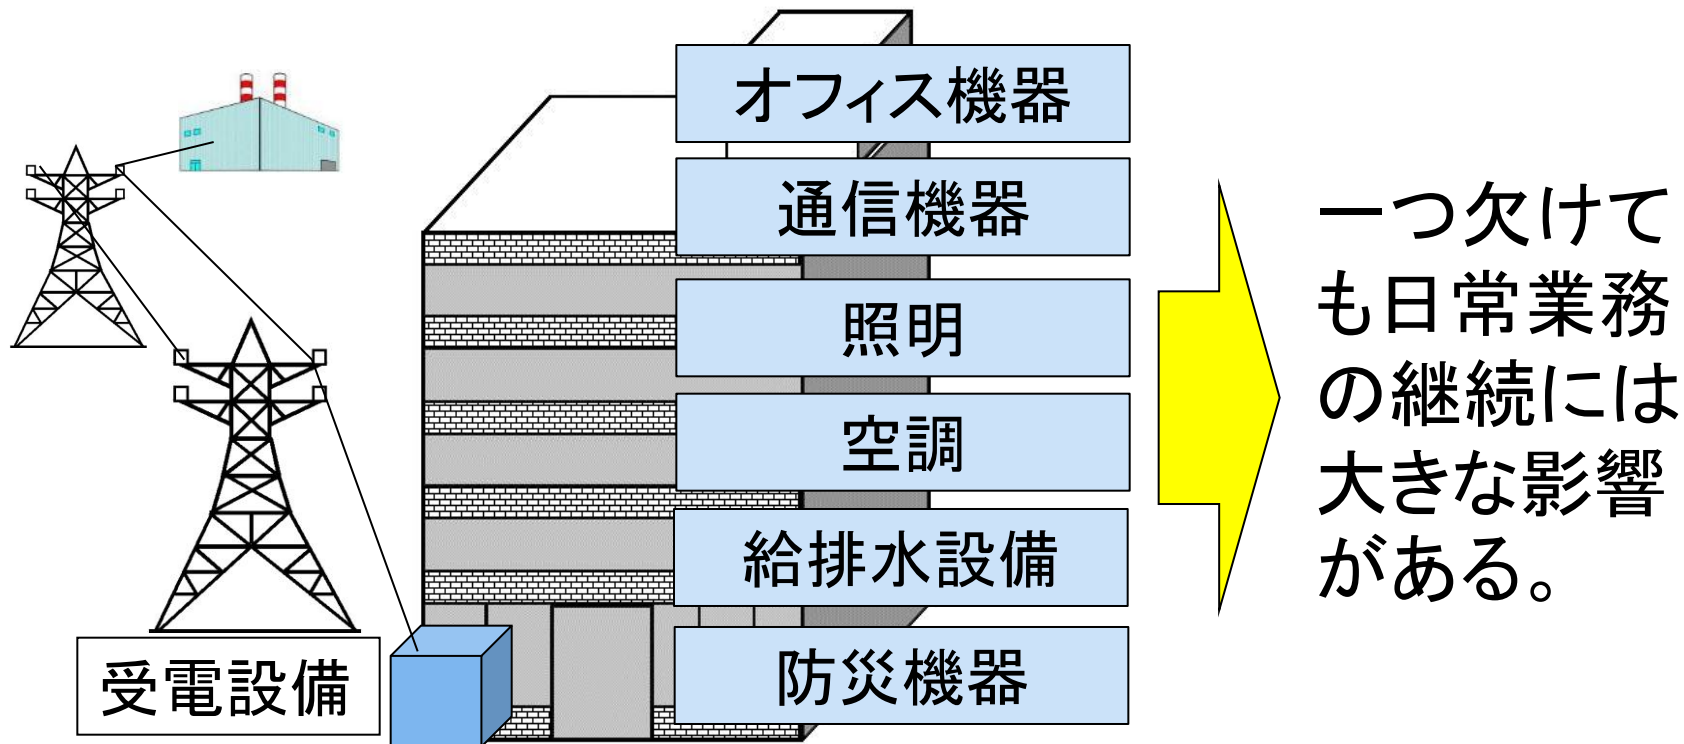 オフィス機器
通信機器
照明
空調
給排水設備
防災機器
受電設備
一つ欠けて
も日常業務
の継続には
大きな影響
がある。